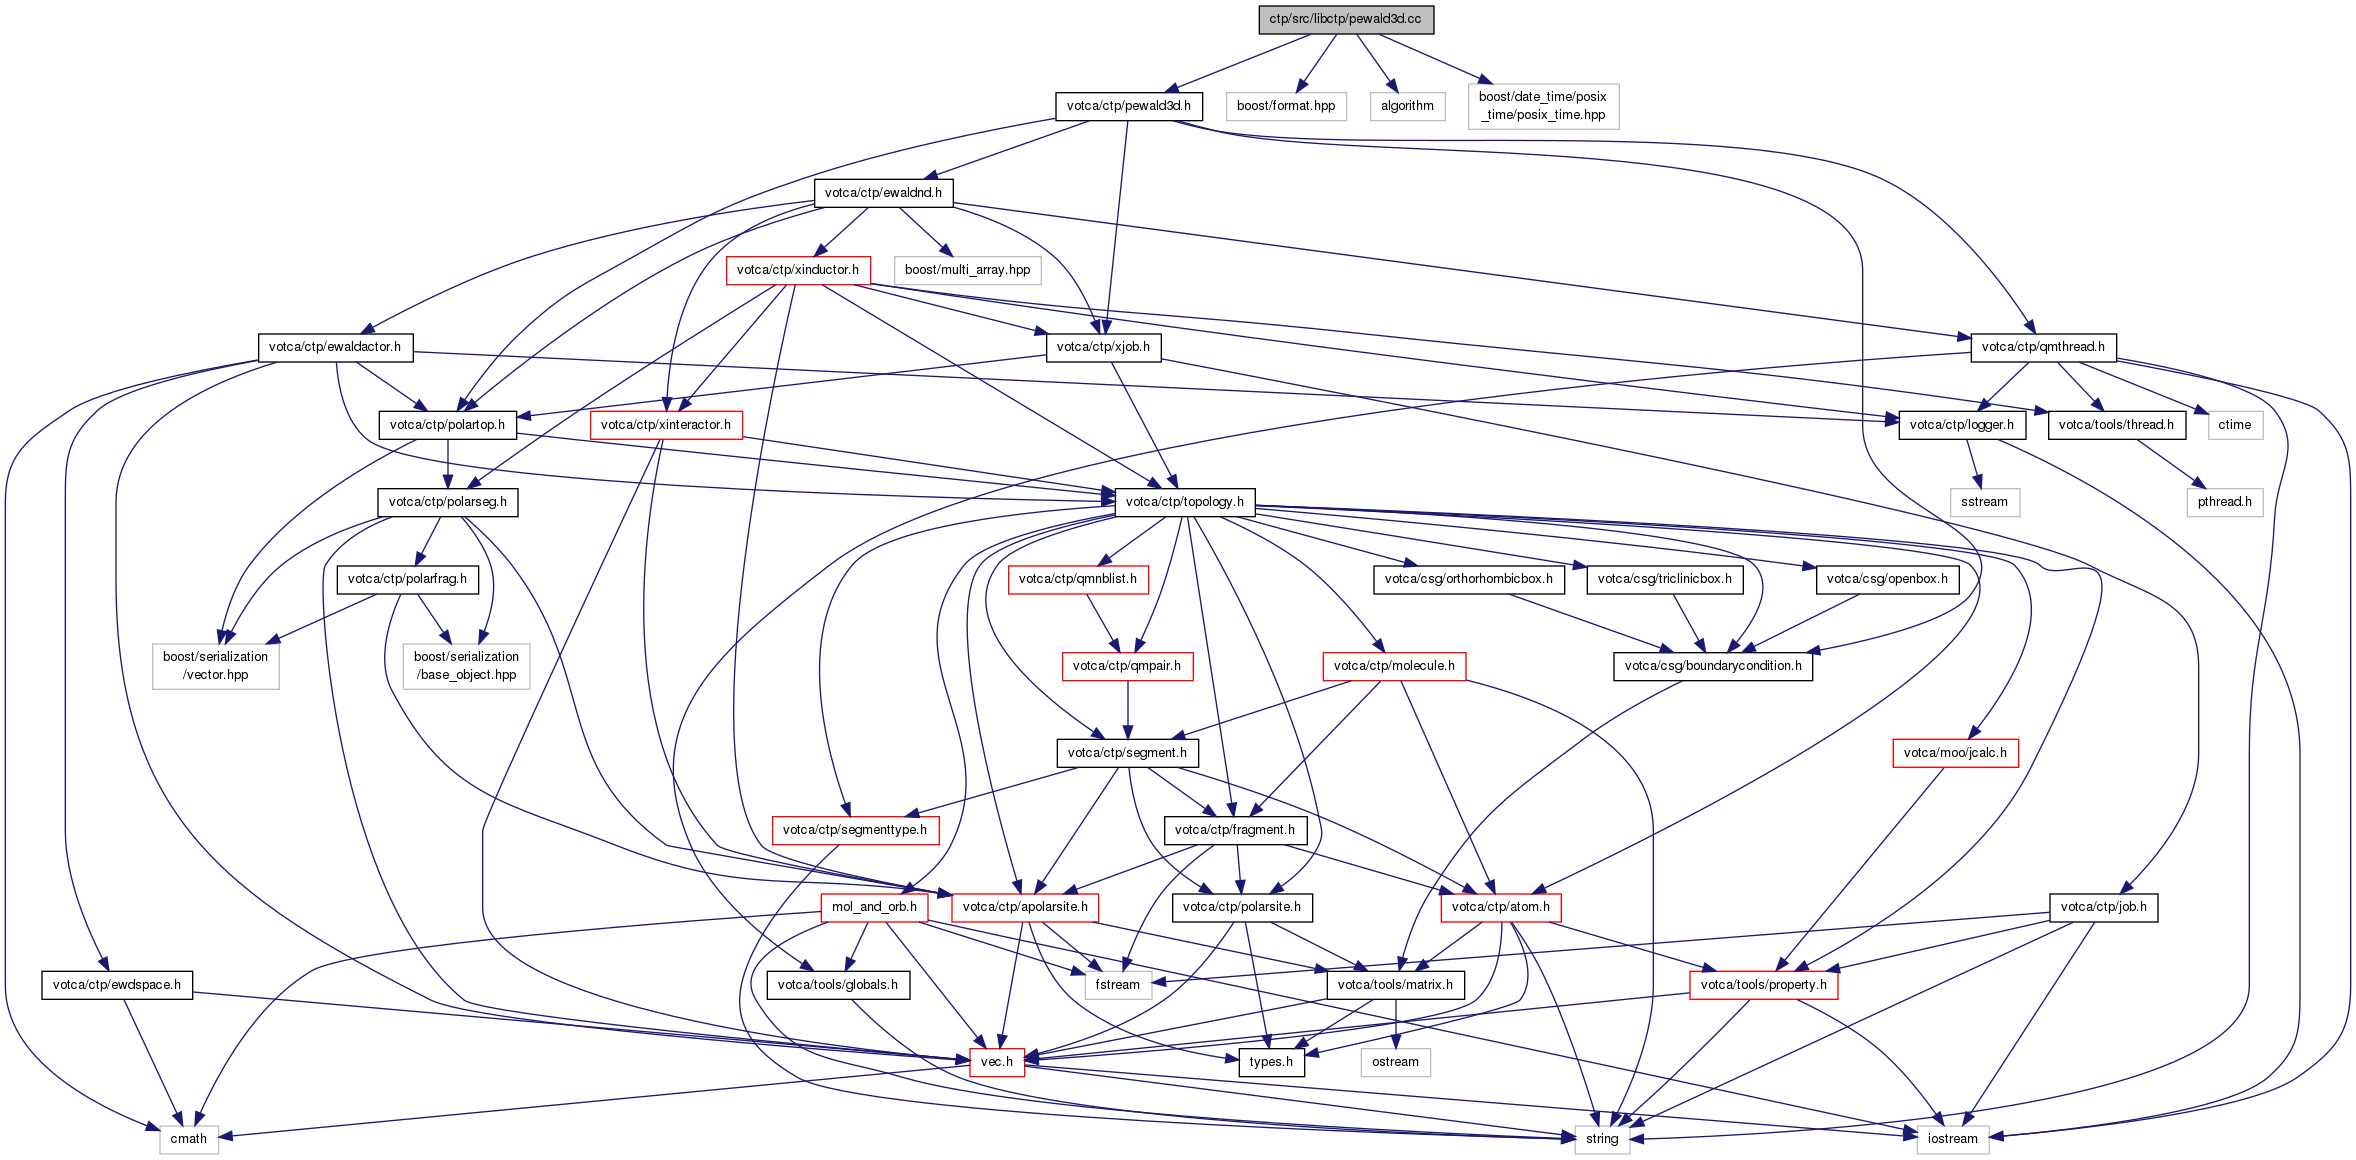 ctp/src/libctp/pewald3d.cc
votca/ctp/pewald3d.h
boost/format.hpp
algorithm
boost/date_time/posix
_time/posix_time.hpp
votca/ctp/ewaldnd.h
votca/ctp/xinductor.h
boost/multi_array.hpp
votca/ctp/ewaldactor.h
votca/ctp/xjob.h
votca/ctp/qmthread.h
votca/ctp/polartop.h
votca/ctp/xinteractor.h
votca/ctp/logger.h
votca/tools/thread.h
ctime
votca/ctp/polarseg.h
votca/ctp/topology.h
sstream
pthread.h
votca/ctp/polarfrag.h
votca/ctp/qmnblist.h
votca/csg/orthorhombicbox.h
votca/csg/triclinicbox.h
votca/csg/openbox.h
boost/serialization
/vector.hpp
boost/serialization
/base_object.hpp
votca/ctp/qmpair.h
votca/ctp/molecule.h
votca/csg/boundarycondition.h
votca/ctp/segment.h
votca/moo/jcalc.h
votca/ctp/segmenttype.h
votca/ctp/fragment.h
mol_and_orb.h
votca/ctp/apolarsite.h
votca/ctp/polarsite.h
votca/ctp/atom.h
votca/ctp/job.h
votca/ctp/ewdspace.h
votca/tools/globals.h
fstream
votca/tools/matrix.h
votca/tools/property.h
vec.h
types.h
ostream
cmath
string
iostream